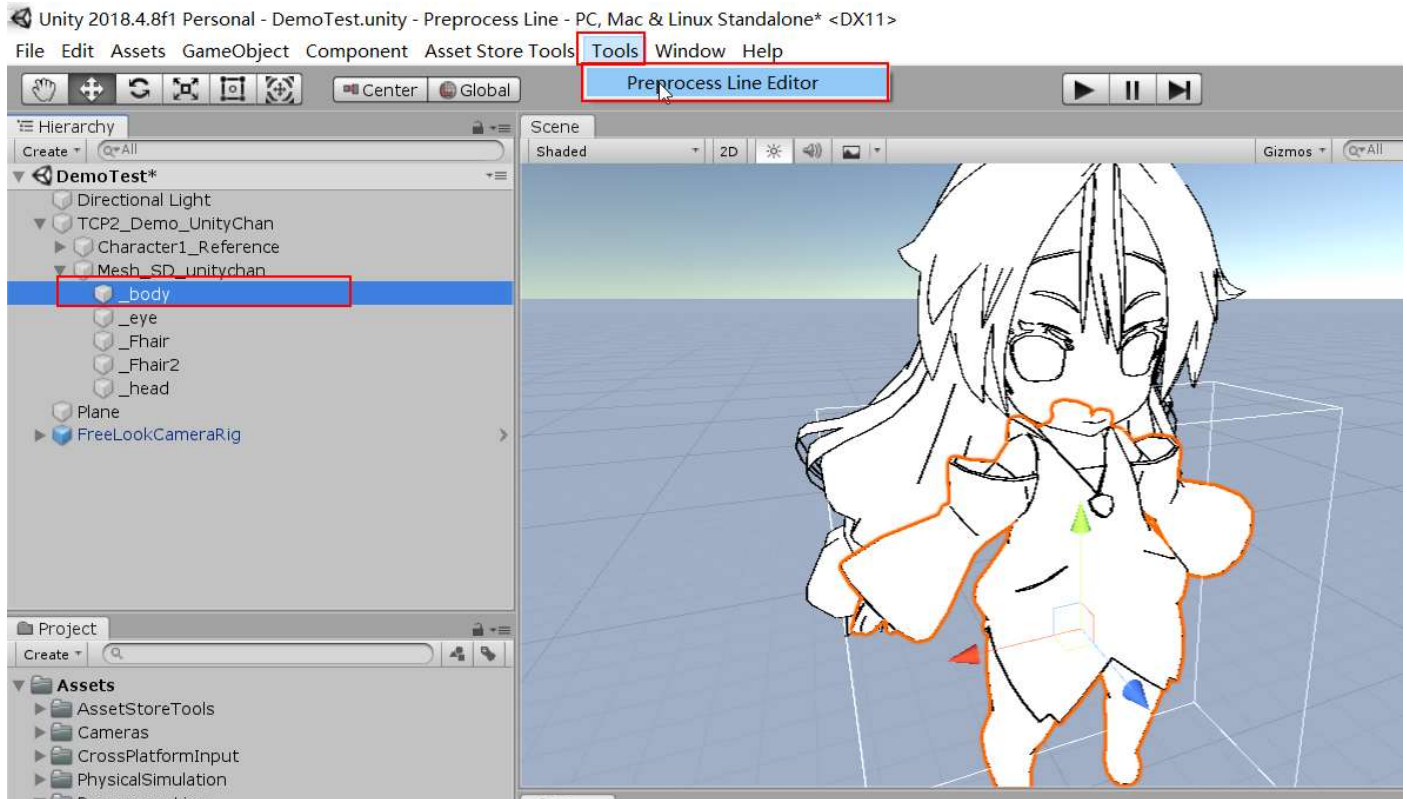 Unity 2018.4.8f1 Personal - DemoTest.unity - Preprocess Line - PC, Mac & Linux Standalone* <DX11>
File Edit Assets GameObject Component Asset Store Tools Tools Window Help
Preprocess Line Editor
Center Global
Hierarchy
Create All
DemoTest*
Directional Light
TCP2_Demo_UnityChan
Character1_Reference
Mesh_SD_unitychan
_body
_eye
_Fhair
_Fhair2
_head
Plane
FreeLookCameraRig
Scene
Shaded 2D Gizmos All
Project
Create
Assets
AssetStoreTools
Cameras
CrossPlatformInput
PhysicalSimulation